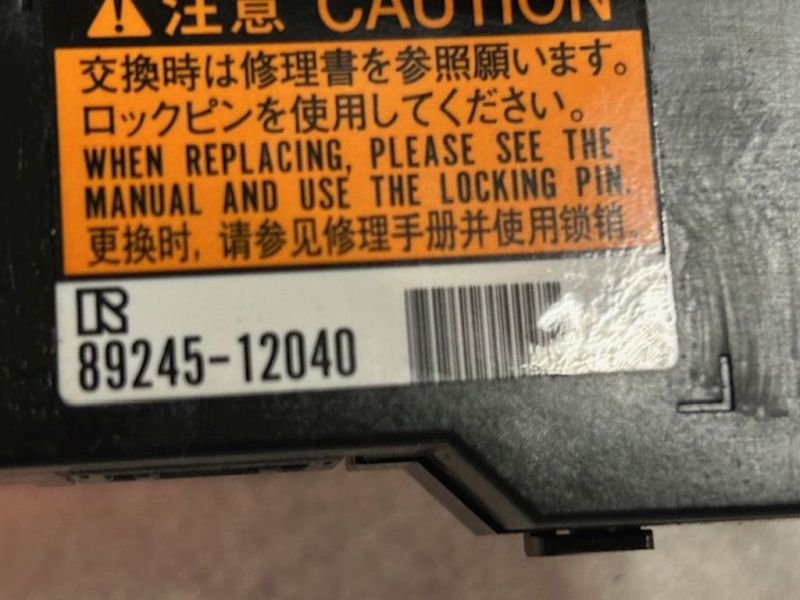 注意 CAUTION
交換時は修理書を参照願います。
ロックピンを使用してください。
WHEN REPLACING, PLEASE SEE THE
MANUAL AND USE THE LOCKING PIN.
更换时, 请参见修理手册并使用锁销。
R
89245-12040